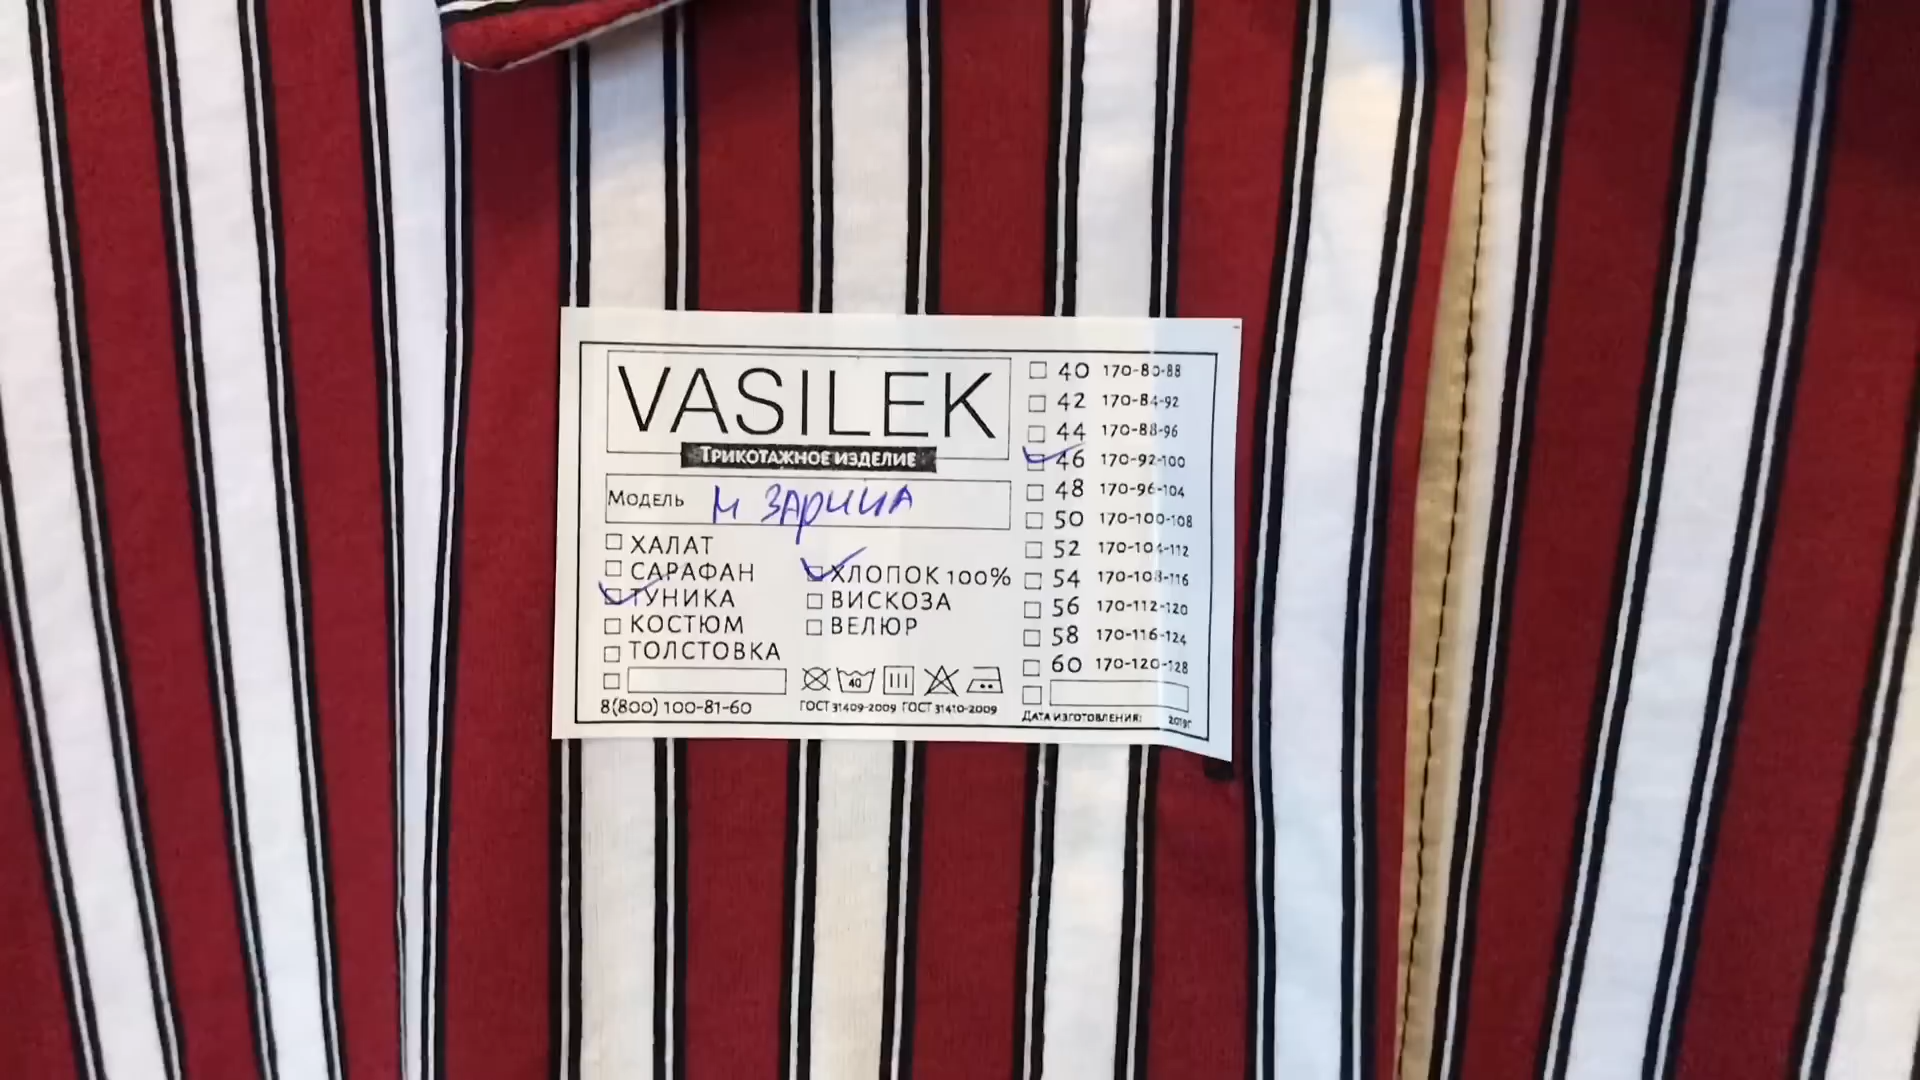 VASILEK
ТРИКОТАЖНОЕ ИЗДЕЛИЕ
МОДЕЛЬ М ЗАРИНА
ХАЛАТ
САРАФАН
ТУНИКА
КОСТЮМ
ТОЛСТОВКА
8(800) 100-81-60
ХЛОПОК 100%
ВИСКОЗА
ВЕЛЮР
40
ГОСТ 31409-2009 ГОСТ 31410-2009
40 170-80-88
42 170-84-92
44 170-88-96
46 170-92-100
48 170-96-104
50 170-100-108
52 170-104-112
54 170-108-116
56 170-112-120
58 170-116-124
60 170-120-128
ДАТА ИЗГОТОВЛЕНИЯ: 2019г